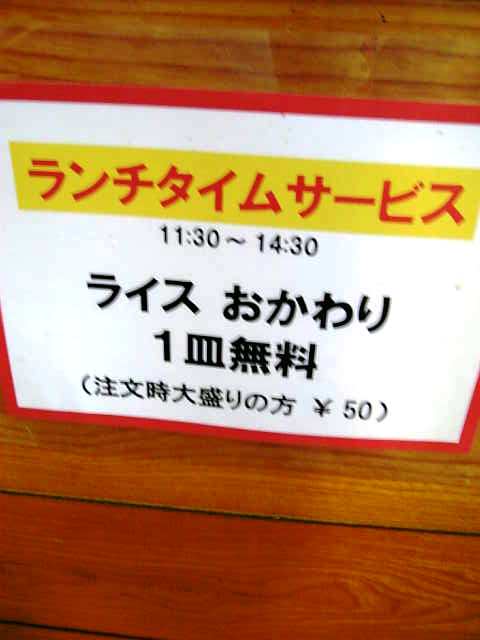 ランチタイムサービス
11:30～14:30
ライス おかわり
1皿無料
(注文時大盛りの方 ￥50)